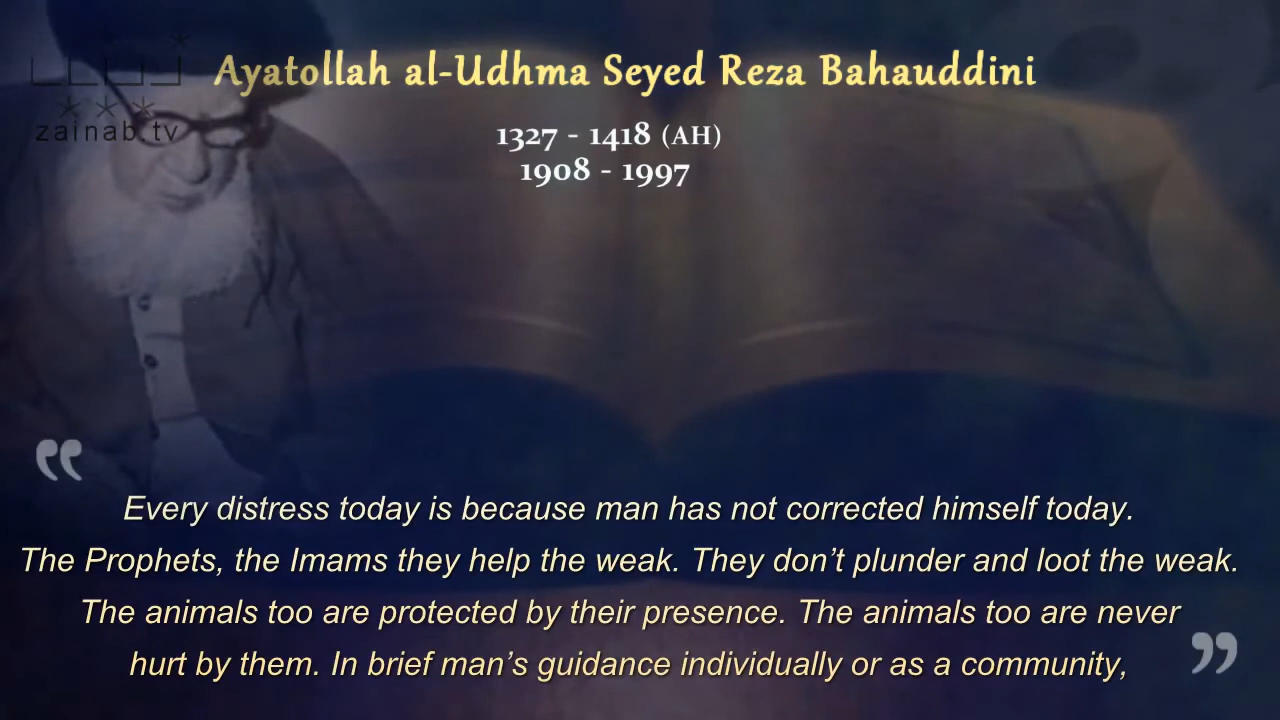 Ayatollah al-Udhma Seyed Reza Bahauddini
zainab.tv
1327 - 1418 (AH)
1908 - 1997
“
Every distress today is because man has not corrected himself today.
The Prophets, the Imams they help the weak. They don’t plunder and loot the weak.
The animals too are protected by their presence. The animals too are never
hurt by them. In brief man’s guidance individually or as a community,
”